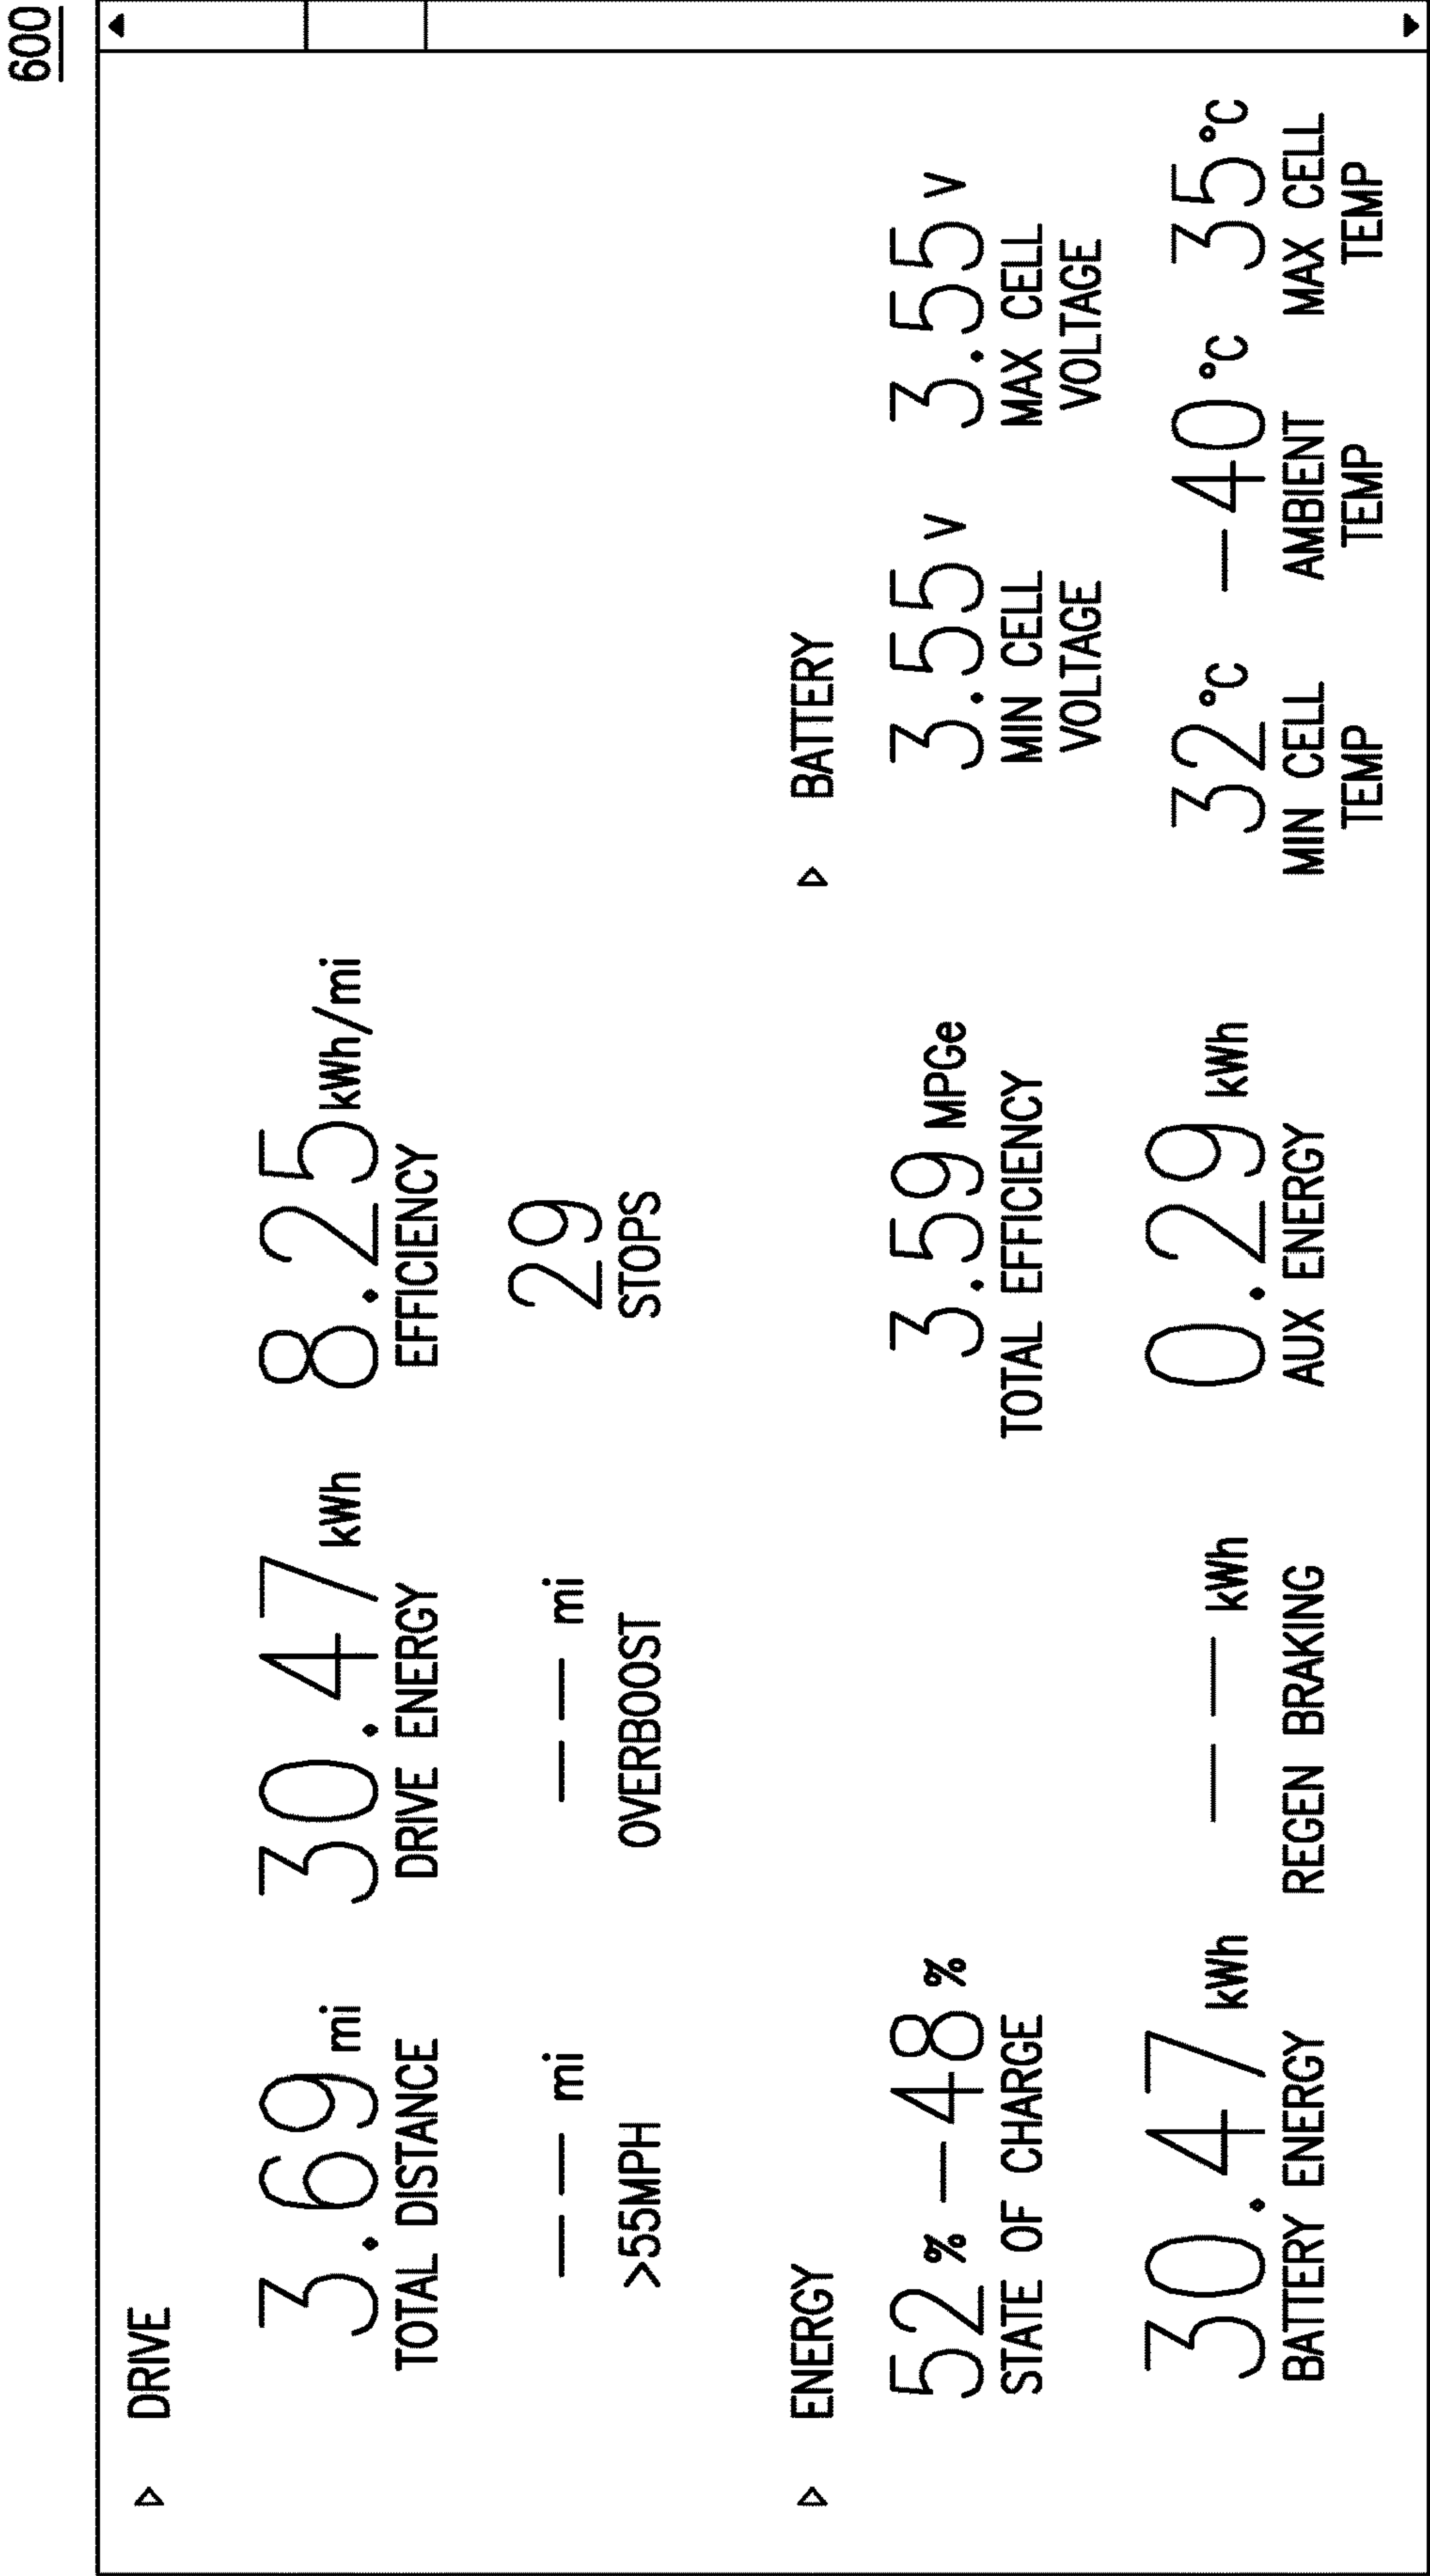 600
DRIVE
3.69 mi 30.47 kWh 8.25 kWh/mi
TOTAL DISTANCE DRIVE ENERGY EFFICIENCY
-- mi -- mi 29
>55MPH OVERBOOST STOPS
ENERGY BATTERY
52%-48% 3.59 MPGe 3.55 V 3.55 V
STATE OF CHARGE TOTAL EFFICIENCY MIN CELL MAX CELL
VOLTAGE VOLTAGE
30.47 kWh -- kWh 0.29 kWh 32°C -40°C 35°C
BATTERY ENERGY REGEN BRAKING AUX ENERGY MIN CELL AMBIENT MAX CELL
TEMP TEMP TEMP